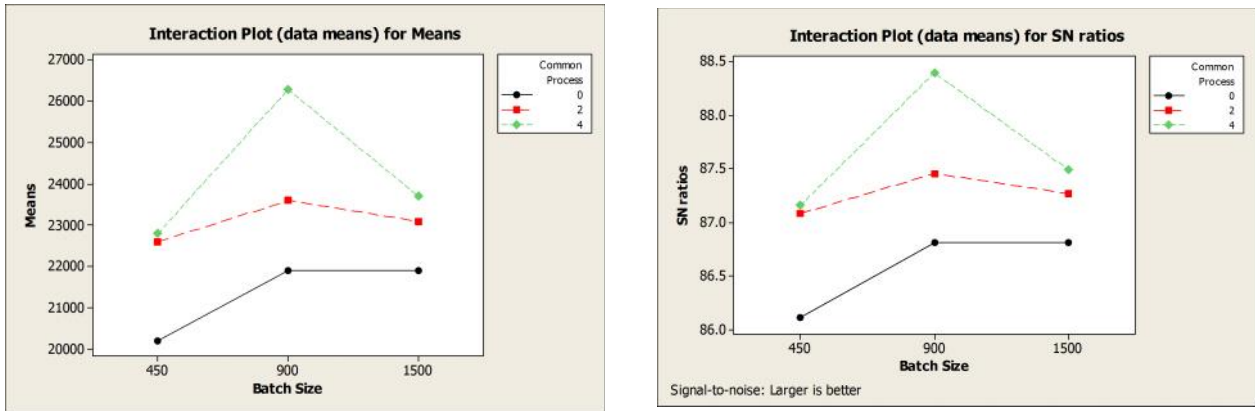 Interaction Plot (data means) for Means
27000
26000
25000
24000
23000
22000
21000
20000
Means
450
900
1500
Batch Size
Common
Process
0
2
4
Interaction Plot (data means) for SN ratios
88.5
88.0
87.5
87.0
86.5
86.0
SN ratios
450
900
1500
Batch Size
Common
Process
0
2
4
Signal-to-noise: Larger is better